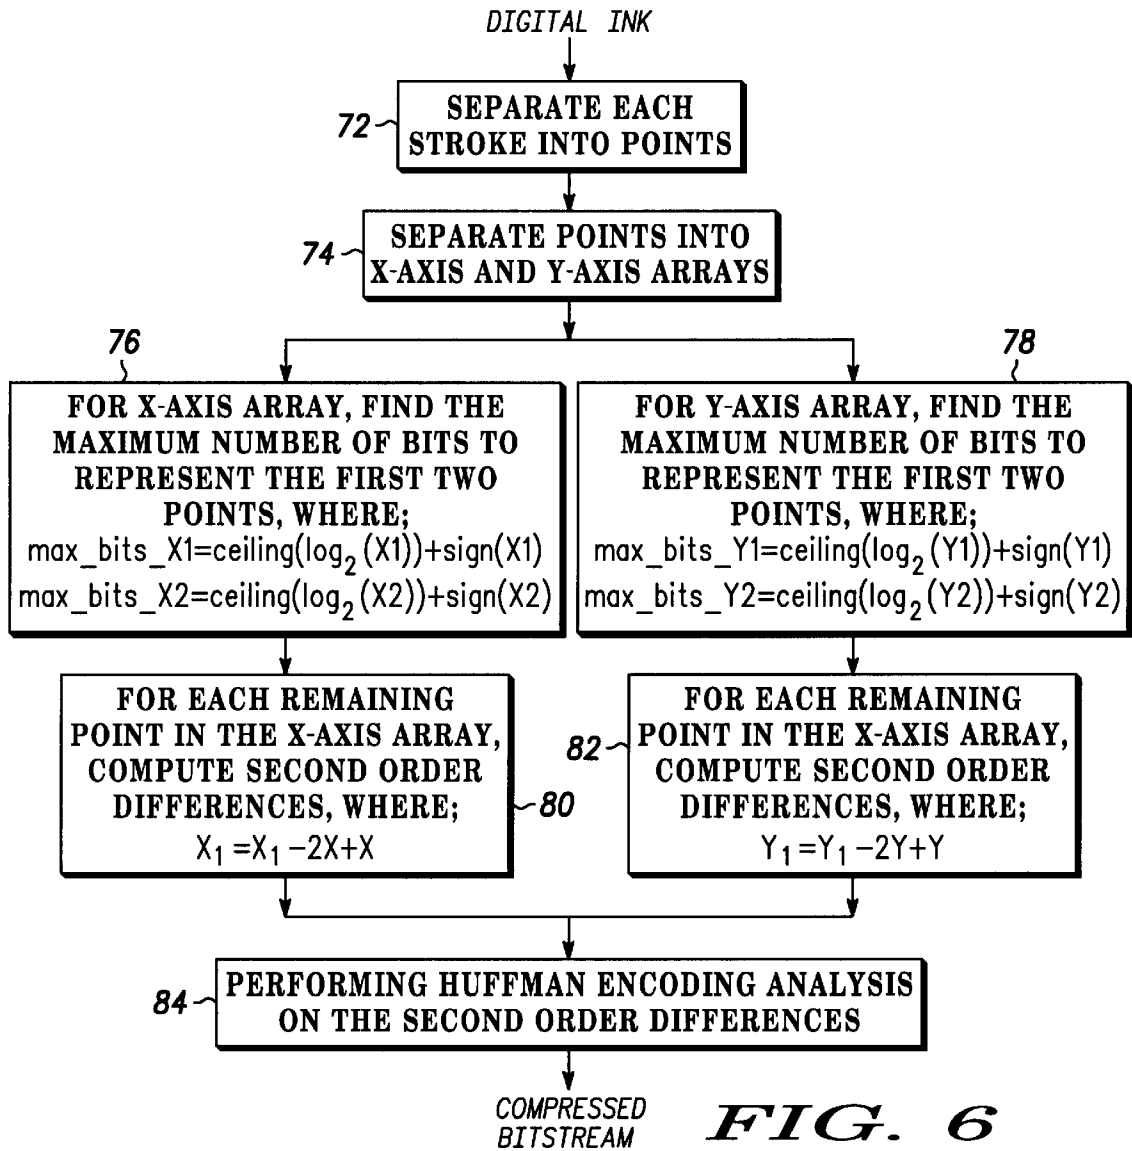 DIGITAL INK
72
SEPARATE EACH
STROKE INTO POINTS
74
SEPARATE POINTS INTO
X-AXIS AND Y-AXIS ARRAYS
76
FOR X-AXIS ARRAY, FIND THE
MAXIMUM NUMBER OF BITS TO
REPRESENT THE FIRST TWO
POINTS, WHERE;
max_bits_X1=ceiling(log₂(X1))+sign(X1)
max_bits_X2=ceiling(log₂(X2))+sign(X2)
78
FOR Y-AXIS ARRAY, FIND THE
MAXIMUM NUMBER OF BITS TO
REPRESENT THE FIRST TWO
POINTS, WHERE;
max_bits_Y1=ceiling(log₂(Y1))+sign(Y1)
max_bits_Y2=ceiling(log₂(Y2))+sign(Y2)
FOR EACH REMAINING
POINT IN THE X-AXIS ARRAY,
COMPUTE SECOND ORDER
DIFFERENCES, WHERE;
X₁=X₁-2X+X
80
82
FOR EACH REMAINING
POINT IN THE X-AXIS ARRAY,
COMPUTE SECOND ORDER
DIFFERENCES, WHERE;
Y₁=Y₁-2Y+Y
84
PERFORMING HUFFMAN ENCODING ANALYSIS
ON THE SECOND ORDER DIFFERENCES
COMPRESSED
BITSTREAM
FIG. 6